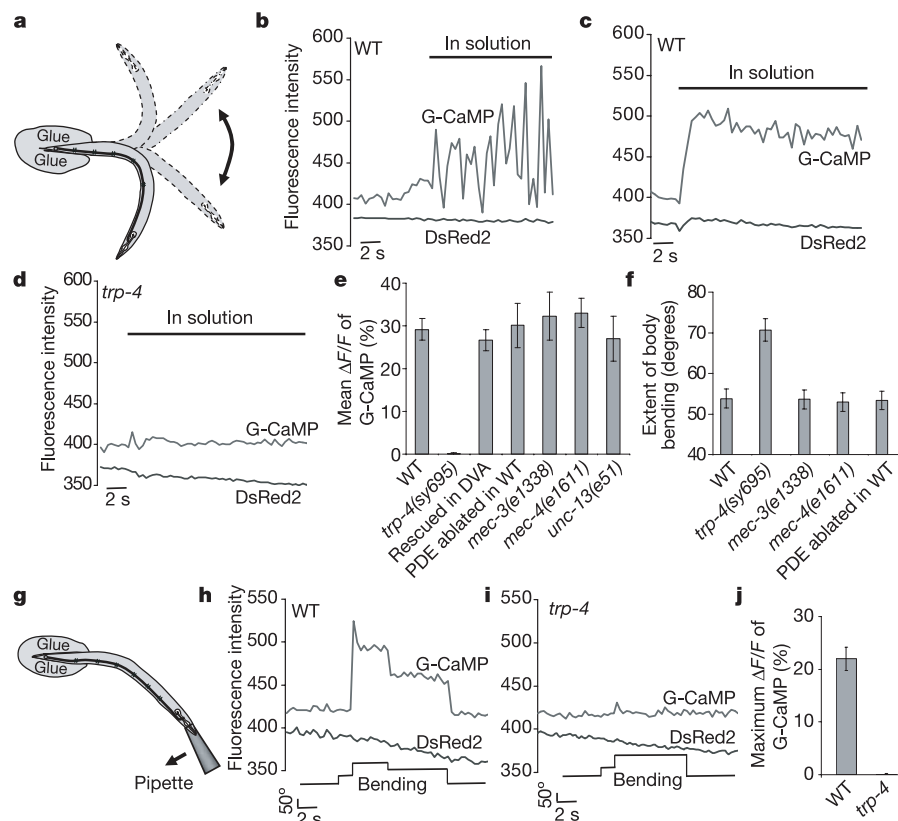 a
Glue
Glue
b
WT
Fluorescence intensity
600
550
500
450
400
350
In solution
G-CaMP
DsRed2
2 s
c
WT
600
550
500
450
400
350
In solution
G-CaMP
DsRed2
2 s
d
trp-4
Fluorescence intensity
600
550
500
450
400
350
In solution
G-CaMP
DsRed2
2 s
e
Mean ΔF/F of
G-CaMP (%)
40
30
20
10
0
WT
trp-4(sy695)
Rescued in DVA
PDE ablated in WT
mec-3(e1338)
mec-4(e1611)
unc-13(e51)
f
Extent of body
bending (degrees)
80
70
60
50
40
WT
trp-4(sy695)
mec-3(e1338)
mec-4(e1611)
PDE ablated in WT
g
Glue
Glue
Pipette
h
WT
Fluorescence intensity
550
500
450
400
350
G-CaMP
DsRed2
Bending
50°
2 s
i
trp-4
550
500
450
400
350
G-CaMP
DsRed2
Bending
50°
2 s
j
Maximum ΔF/F of
G-CaMP (%)
30
20
10
0
WT
trp-4